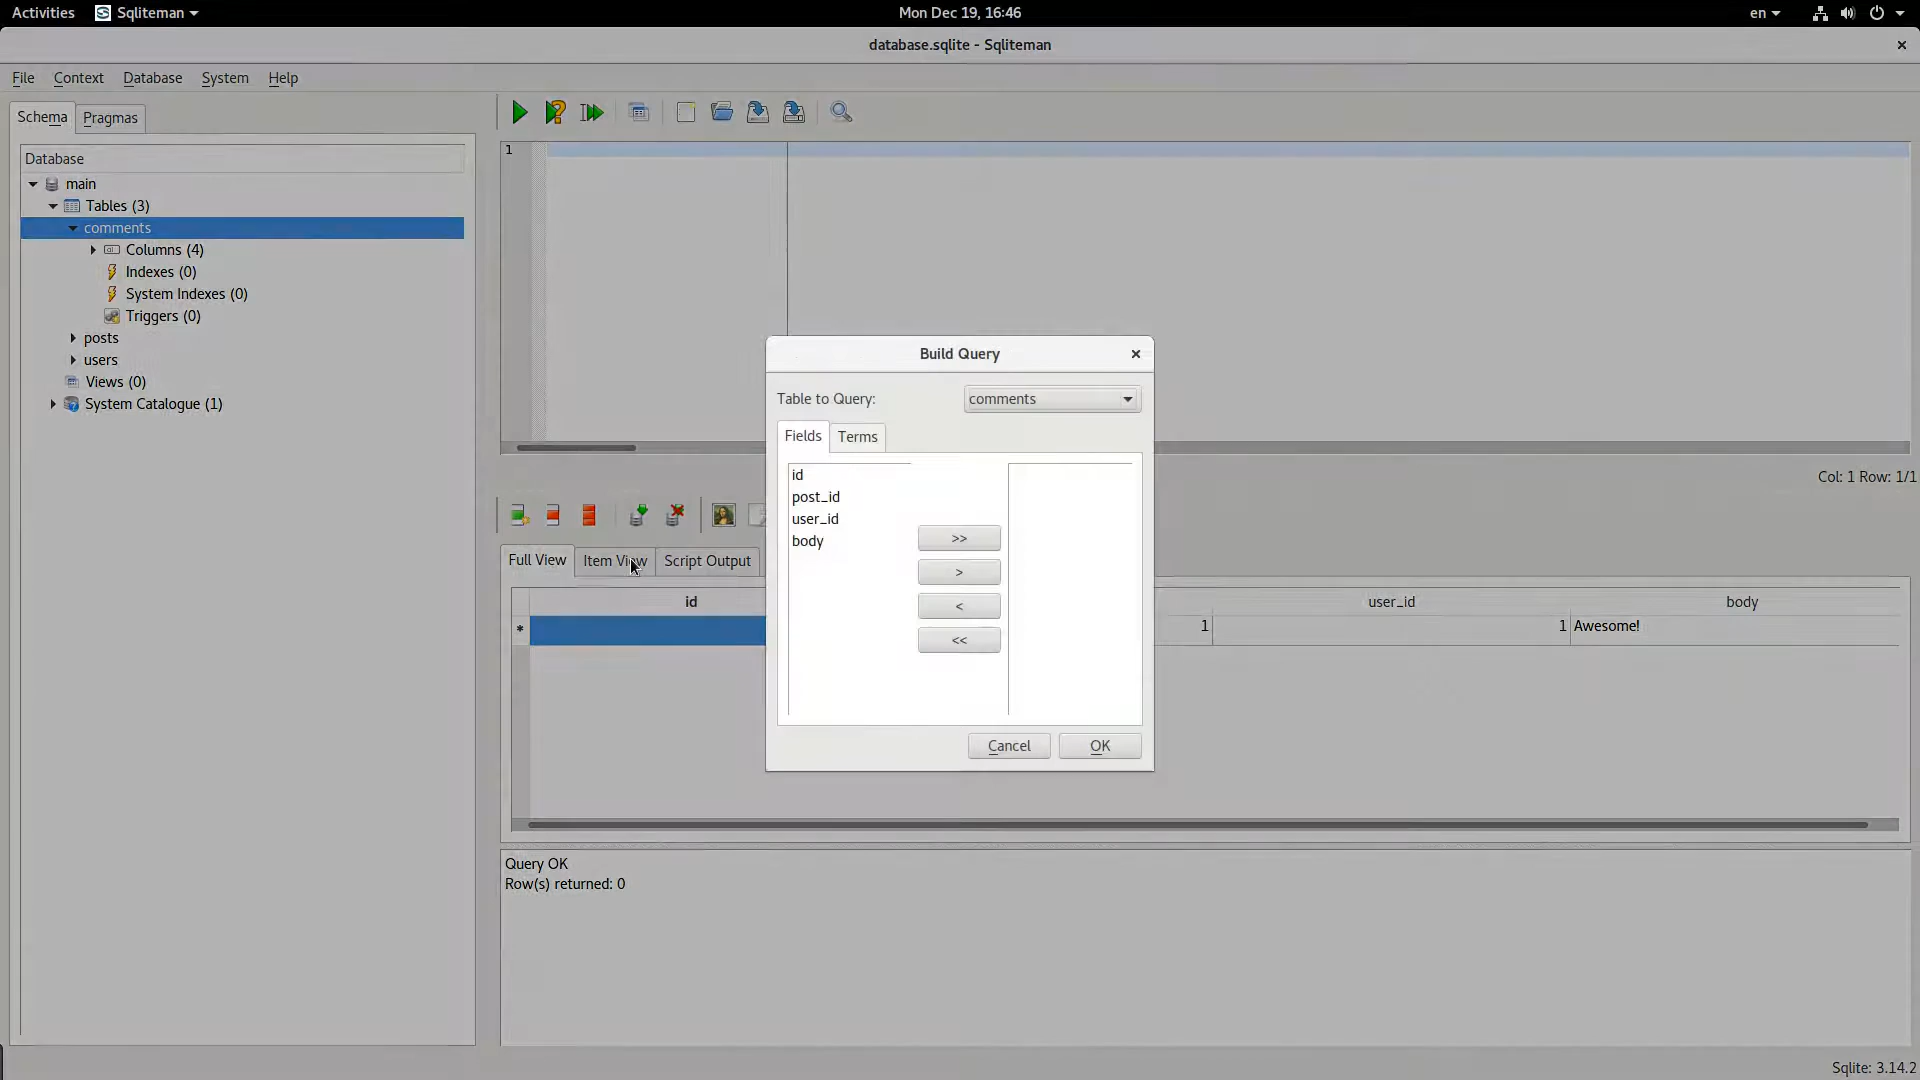 Activities
Sqliteman
Mon Dec 19, 16:46
en
database.sqlite - Sqliteman
File Context Database System Help
Schema Pragmas
Database
main
Tables (3)
comments
Columns (4)
Indexes (0)
System Indexes (0)
Triggers (0)
posts
users
Views (0)
System Catalogue (1)
1
Col: 1 Row: 1/1
Build Query
Table to Query: comments
Fields Terms
id
post_id
user_id
body
>>
>
<
<<
Cancel OK
Full View Item View Script Output
id user_id body
* 1 1 Awesome!
Query OK
Row(s) returned: 0
Sqlite: 3.14.2